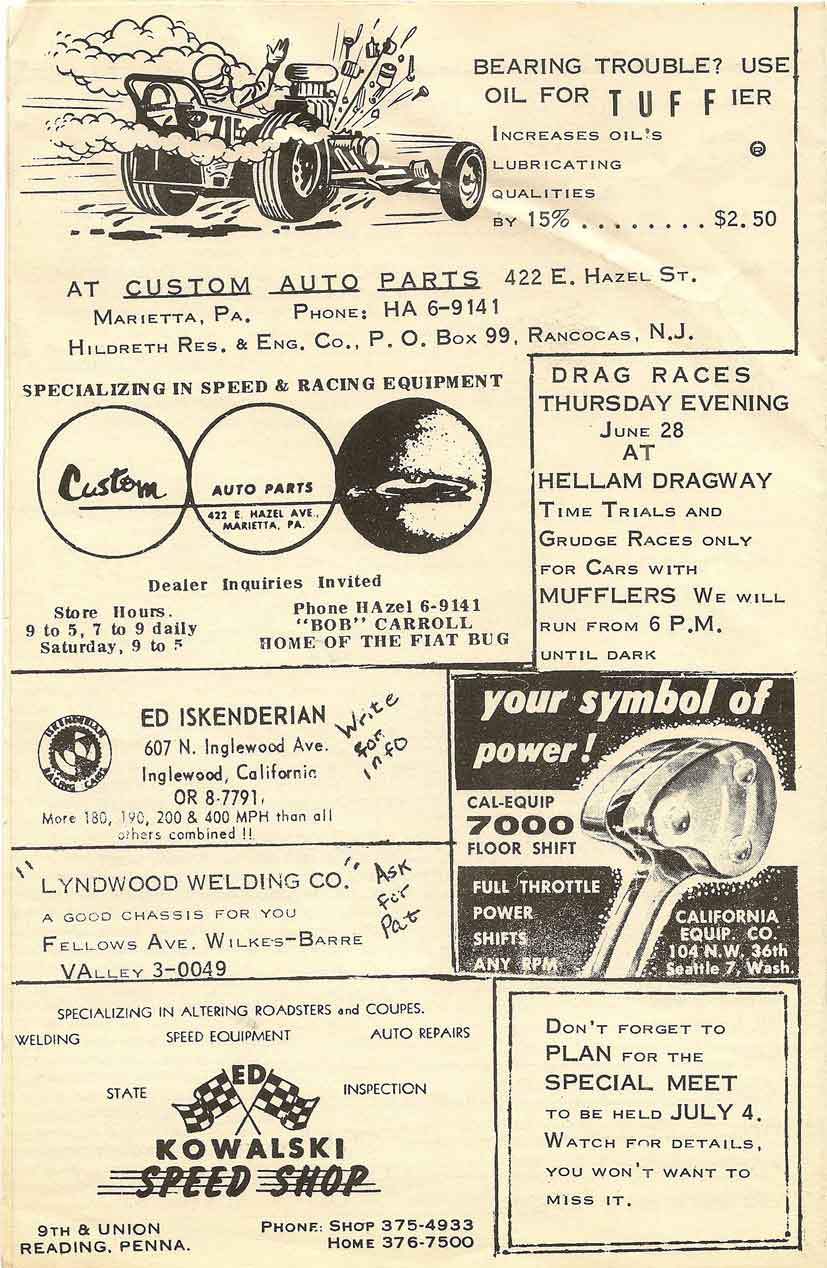 BEARING TROUBLE? USE
OIL FOR TUFFIER
INCREASES OIL'S
LUBRICATING
QUALITIES
BY 15% ......... $2.50
®
AT CUSTOM AUTO PARTS 422 E. HAZEL ST.
MARIETTA, PA. PHONE: HA 6-9141
HILDRETH RES. & ENG. CO., P. O. BOX 99, RANCOCAS, N.J.
SPECIALIZING IN SPEED & RACING EQUIPMENT
Custom
AUTO PARTS
422 E. HAZEL AVE.,
MARIETTA, PA.
Dealer Inquiries Invited
Store Hours.
9 to 5, 7 to 9 daily
Saturday, 9 to 5
Phone HAzel 6-9141
"BOB" CARROLL
HOME OF THE FIAT BUG
DRAG RACES
THURSDAY EVENING
JUNE 28
AT
HELLAM DRAGWAY
TIME TRIALS AND
GRUDGE RACES ONLY
FOR CARS WITH
MUFFLERS WE WILL
RUN FROM 6 P.M.
UNTIL DARK
ISKENDERIAN
RACING CAMS
ED ISKENDERIAN
607 N. Inglewood Ave.
Inglewood, California
OR 8-7791,
More 180, 190, 200 & 400 MPH than all
others combined !!
Write
for
info
"LYNDWOOD WELDING CO."
A GOOD CHASSIS FOR YOU
FELLOWS AVE. WILKES-BARRE
VALLEY 3-0049
Ask
for
Pat
your symbol of
power!
CAL-EQUIP
7000
FLOOR SHIFT
FULL THROTTLE
POWER
SHIFTS
ANY RPM
CALIFORNIA
EQUIP. CO.
104 N.W. 36th
Seattle 7, Wash.
SPECIALIZING IN ALTERING ROADSTERS and COUPES.
WELDING SPEED EQUIPMENT AUTO REPAIRS
STATE INSPECTION
ED
KOWALSKI
SPEED SHOP
9TH & UNION
READING, PENNA.
PHONE: SHOP 375-4933
HOME 376-7500
DON'T FORGET TO
PLAN FOR THE
SPECIAL MEET
TO BE HELD JULY 4.
WATCH FOR DETAILS,
YOU WON'T WANT TO
MISS IT.